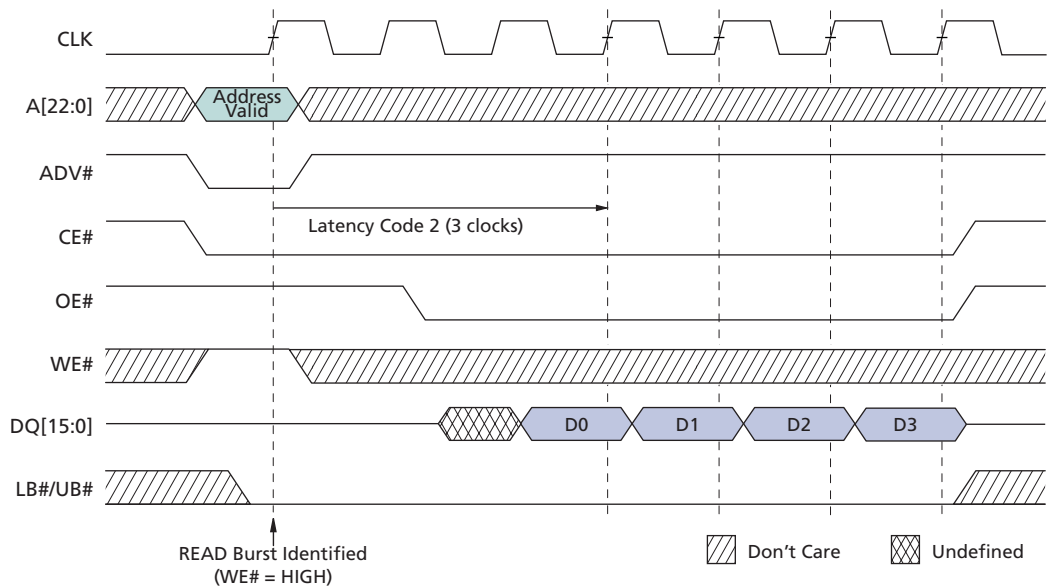 CLK
A[22:0]
Address
Valid
ADV#
Latency Code 2 (3 clocks)
CE#
OE#
WE#
DQ[15:0]
D0 D1 D2 D3
LB#/UB#
READ Burst Identified
(WE# = HIGH)
Don't Care
Undefined